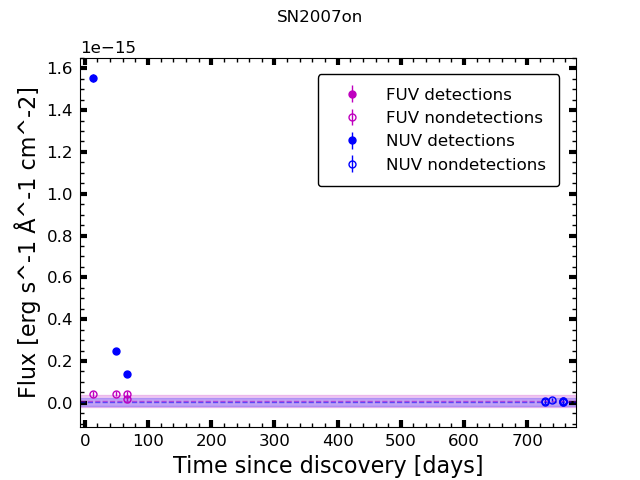 SN2007on
1e−15
1.6
1.4
1.2
1.0
0.8
0.6
0.4
0.2
0.0
Flux [erg s^-1 Å^-1 cm^-2]
FUV detections
FUV nondetections
NUV detections
NUV nondetections
0 100 200 300 400 500 600 700
Time since discovery [days]